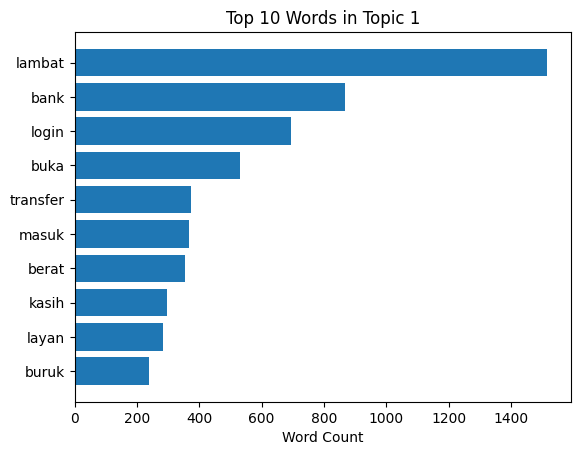 Top 10 Words in Topic 1
lambat
bank
login
buka
transfer
masuk
berat
kasih
layan
buruk
0 200 400 600 800 1000 1200 1400
Word Count